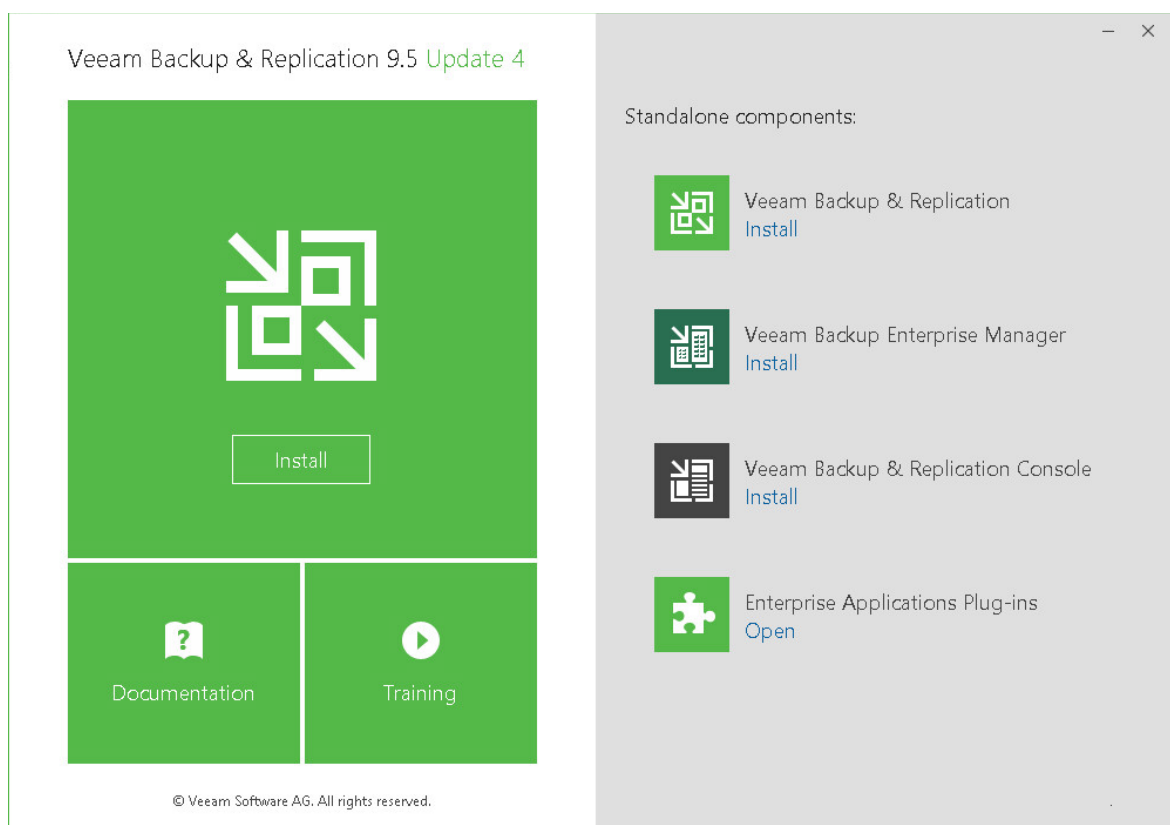 Veeam Backup & Replication 9.5 Update 4
Install
Documentation
Training
© Veeam Software AG. All rights reserved.
Standalone components:
Veeam Backup & Replication
Install
Veeam Backup Enterprise Manager
Install
Veeam Backup & Replication Console
Install
Enterprise Applications Plug-ins
Open